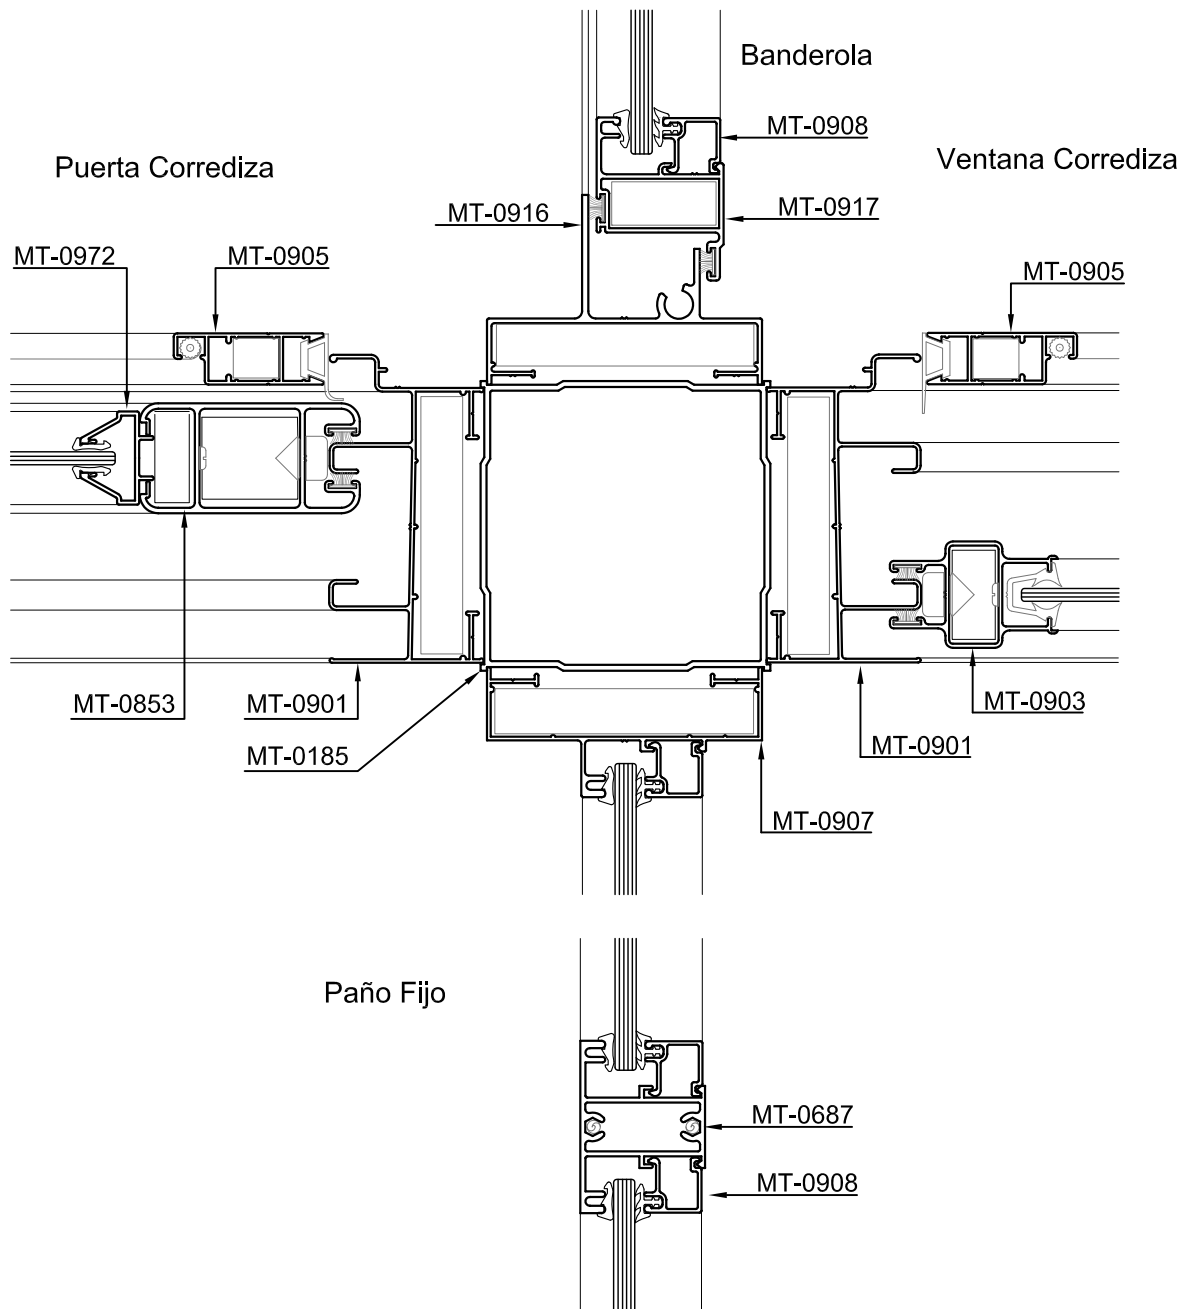 Banderola
MT-0908
Puerta Corrediza
Ventana Corrediza
MT-0916
MT-0917
MT-0972
MT-0905
MT-0905
MT-0853
MT-0901
MT-0903
MT-0185
MT-0901
MT-0907
Paño Fijo
MT-0687
MT-0908